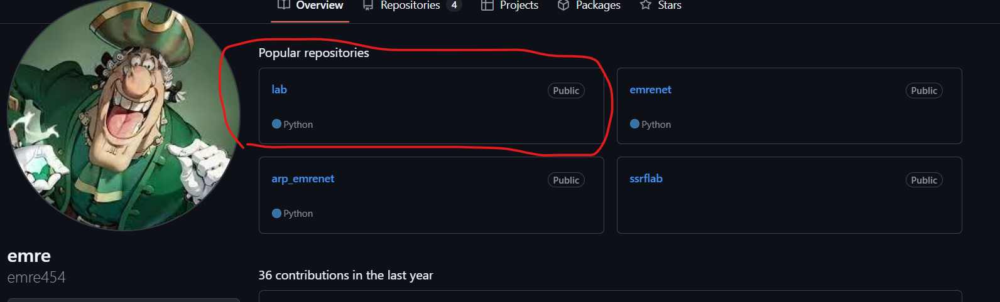 Overview Repositories 4 Projects Packages Stars
Popular repositories
lab Public
Python
emrenet Public
Python
arp_emrenet Public
Python
ssrflab Public
emre
emre454
36 contributions in the last year